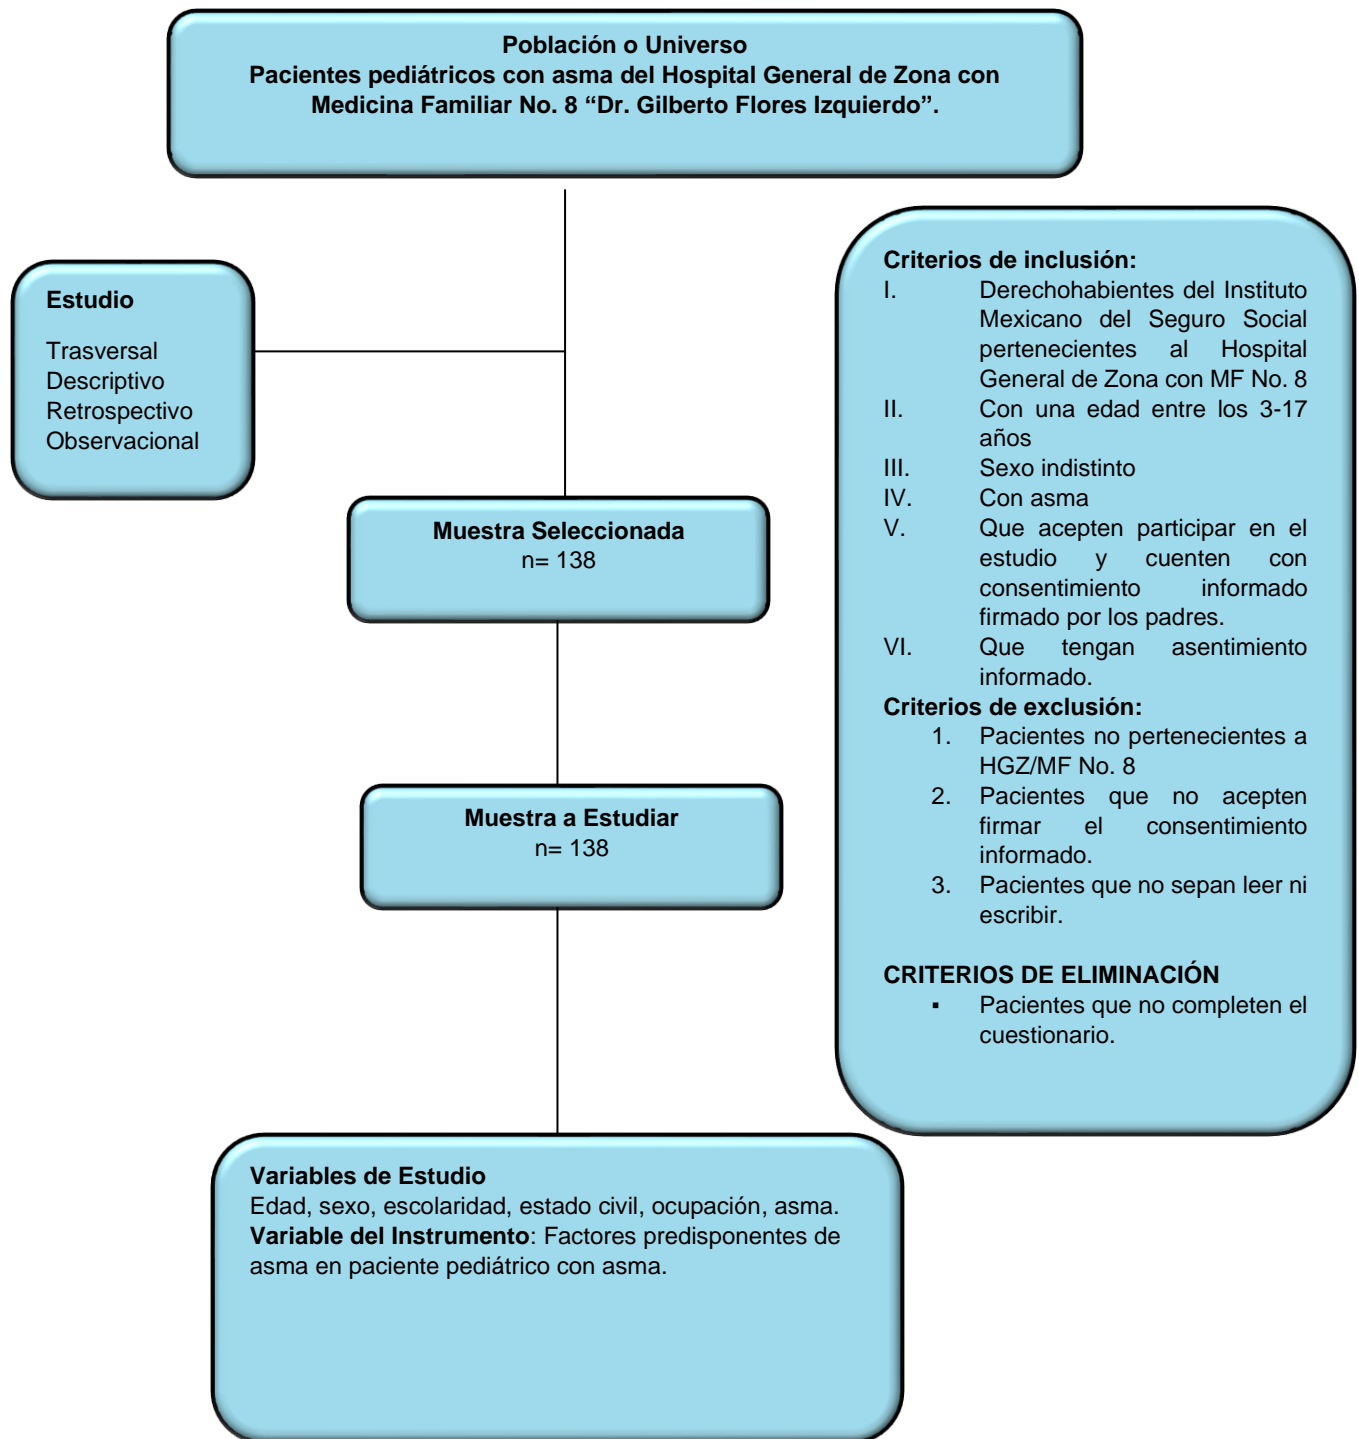 Población o Universo
Pacientes pediátricos con asma del Hospital General de Zona con
Medicina Familiar No. 8 “Dr. Gilberto Flores Izquierdo”.
Estudio
Trasversal
Descriptivo
Retrospectivo
Observacional
Muestra Seleccionada
n= 138
Muestra a Estudiar
n= 138
Variables de Estudio
Edad, sexo, escolaridad, estado civil, ocupación, asma.
Variable del Instrumento: Factores predisponentes de
asma en paciente pediátrico con asma.
Criterios de inclusión:
I. Derechohabientes del Instituto
Mexicano del Seguro Social
pertenecientes al Hospital
General de Zona con MF No. 8
II. Con una edad entre los 3-17
años
III. Sexo indistinto
IV. Con asma
V. Que acepten participar en el
estudio y cuenten con
consentimiento informado
firmado por los padres.
VI. Que tengan asentimiento
informado.
Criterios de exclusión:
1. Pacientes no pertenecientes a
HGZ/MF No. 8
2. Pacientes que no acepten
firmar el consentimiento
informado.
3. Pacientes que no sepan leer ni
escribir.
CRITERIOS DE ELIMINACIÓN
▪ Pacientes que no completen el
cuestionario.